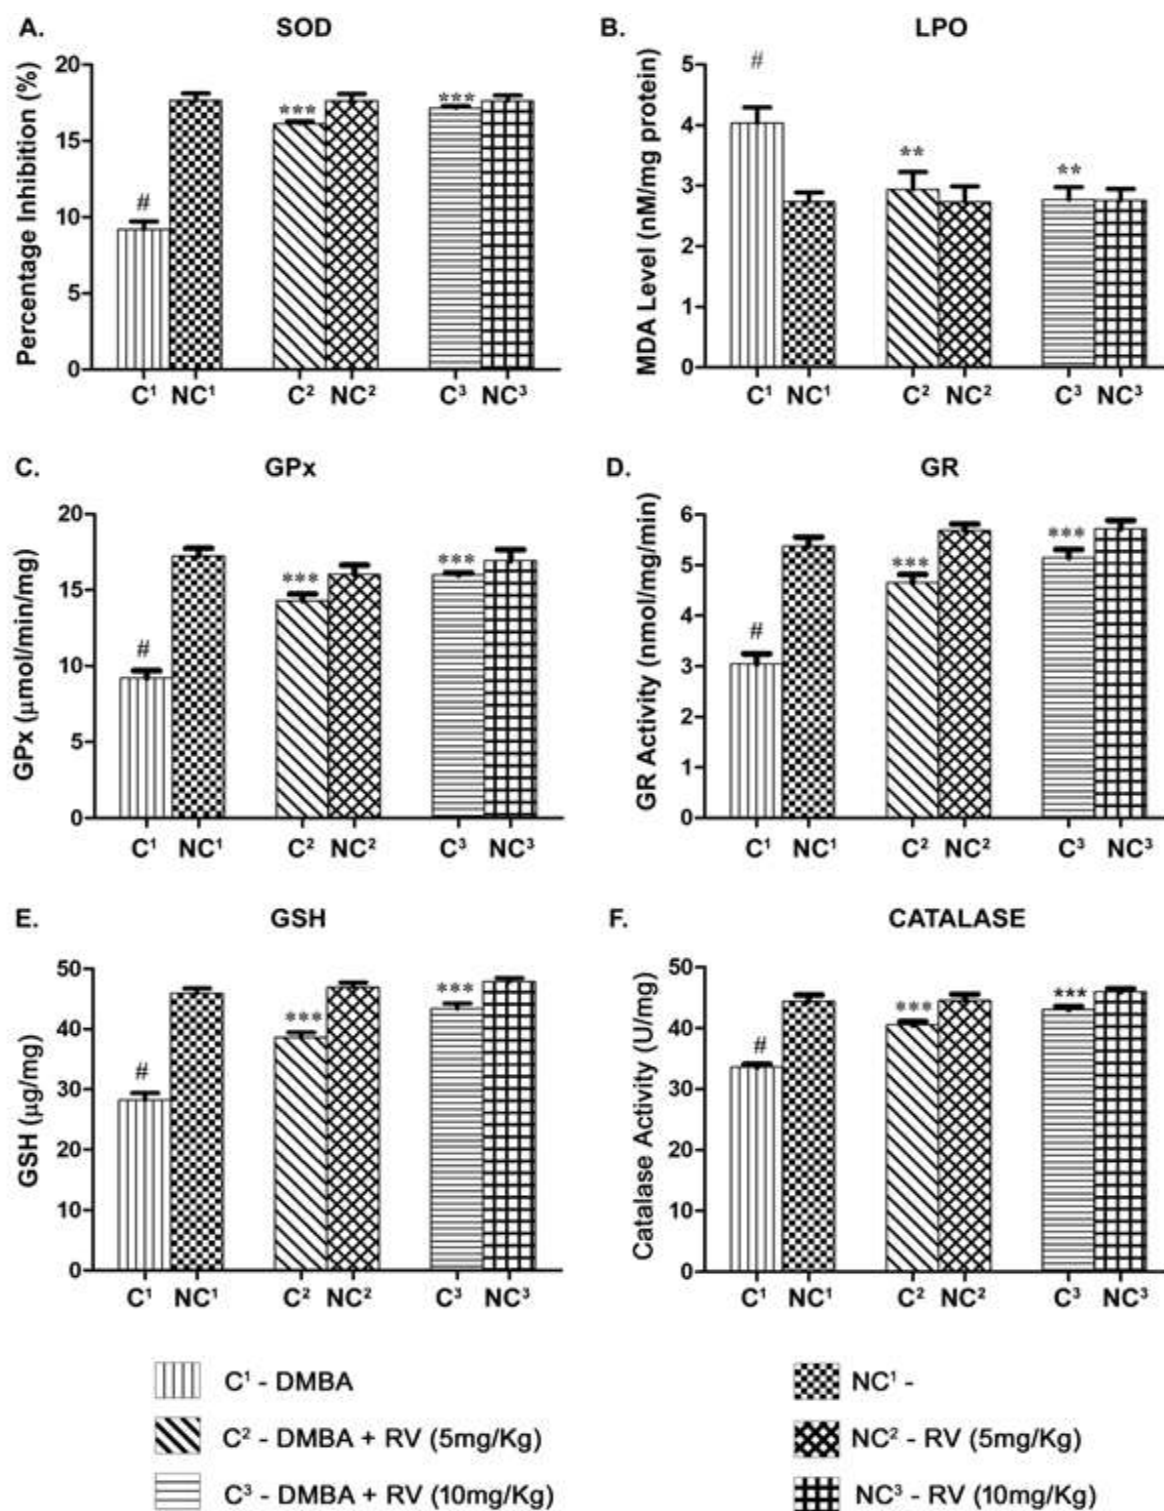 A. SOD
Percentage Inhibition (%)
20
15
10
5
0
#
***
***
C¹ NC¹ C² NC² C³ NC³
B. LPO
MDA Level (nM/mg protein)
5
4
3
2
1
0
#
**
**
C¹ NC¹ C² NC² C³ NC³
C. GPx
GPx (μmol/min/mg)
20
15
10
5
0
#
***
***
C¹ NC¹ C² NC² C³ NC³
D. GR
GR Activity (nmol/mg/min)
6
5
4
3
2
1
0
#
***
***
C¹ NC¹ C² NC² C³ NC³
E. GSH
GSH (μg/mg)
50
40
30
20
10
0
#
***
***
C¹ NC¹ C² NC² C³ NC³
F. CATALASE
Catalase Activity (U/mg)
50
40
30
20
10
0
#
***
***
C¹ NC¹ C² NC² C³ NC³
C¹ - DMBA
C² - DMBA + RV (5mg/Kg)
C³ - DMBA + RV (10mg/Kg)
NC¹ -
NC² - RV (5mg/Kg)
NC³ - RV (10mg/Kg)